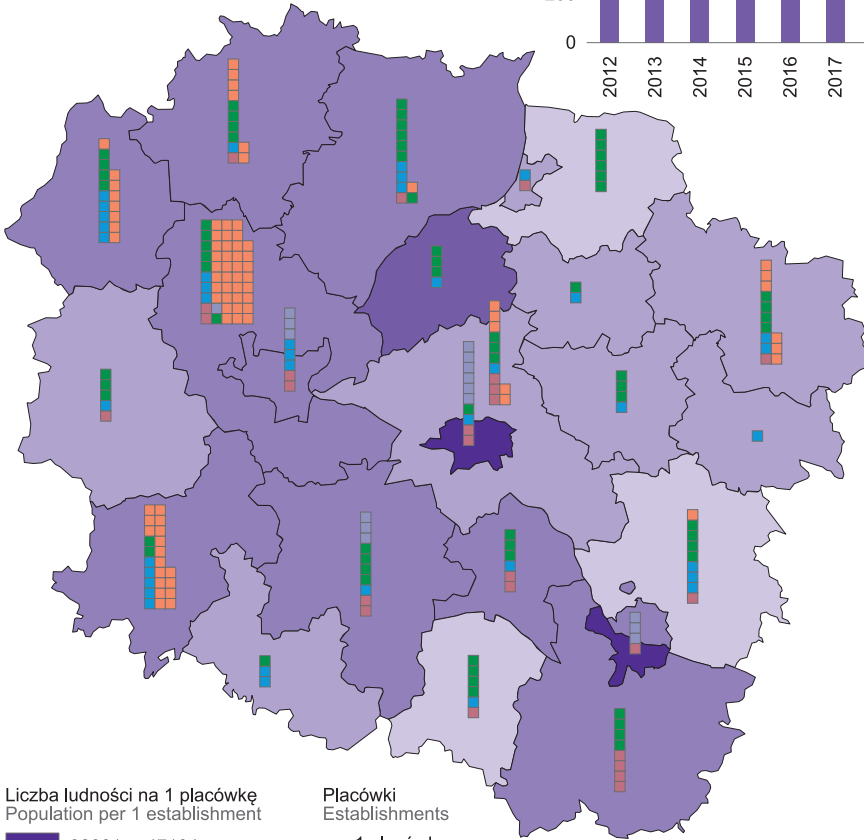 0
2012 2013 2014 2015 2016 2017
Liczba ludności na 1 placówkę
Population per 1 establishment
Placówki
Establishments